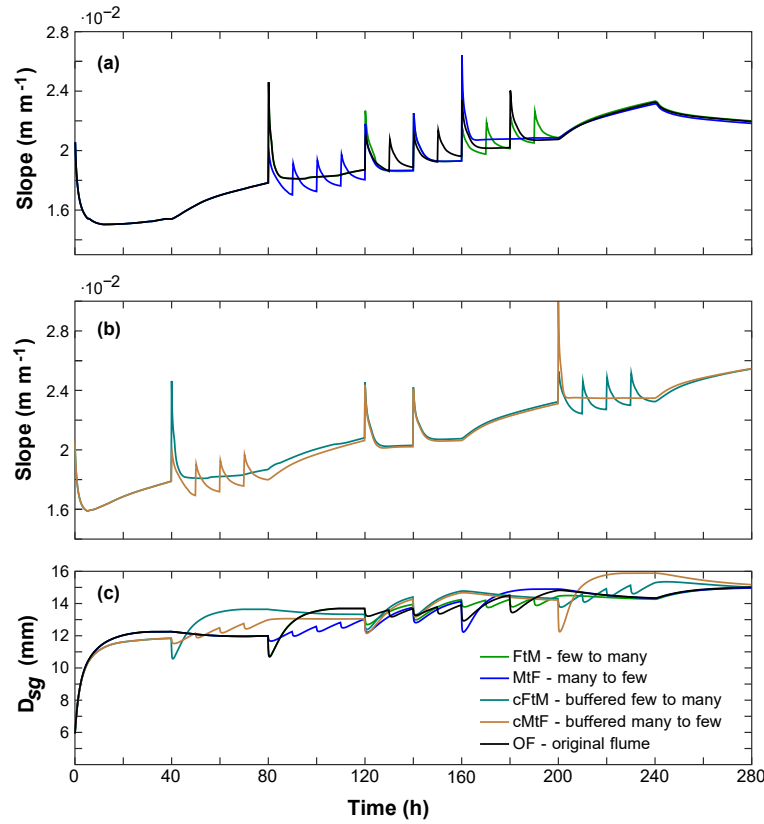 ·10⁻²
2.8
(a)
2.4
2
1.6
Slope (m m⁻¹)
·10⁻²
2.8
(b)
2.4
2
1.6
Slope (m m⁻¹)
16
(c)
14
12
10
8
6
4
D_sg (mm)
FtM - few to many
MtF - many to few
cFtM - buffered few to many
cMtF - buffered many to few
OF - original flume
0 40 80 120 160 200 240 280
Time (h)